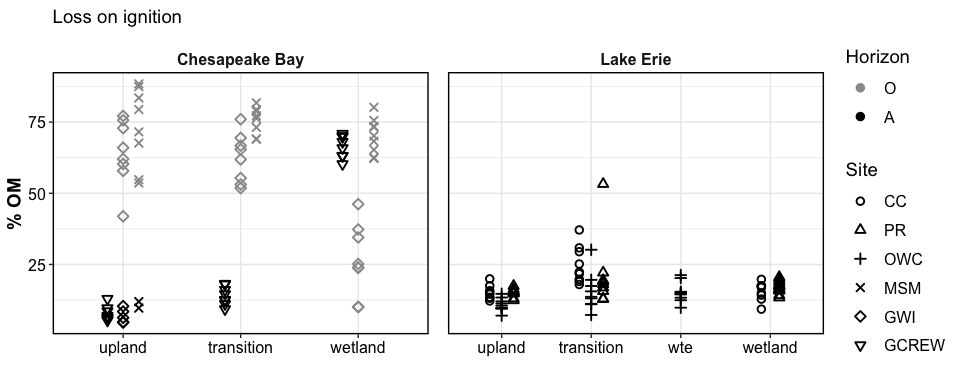 Loss on ignition
Chesapeake Bay
Lake Erie
% OM
75
50
25
upland
transition
wetland
upland
transition
wte
wetland
Horizon
O
A
Site
CC
PR
OWC
MSM
GWI
GCREW